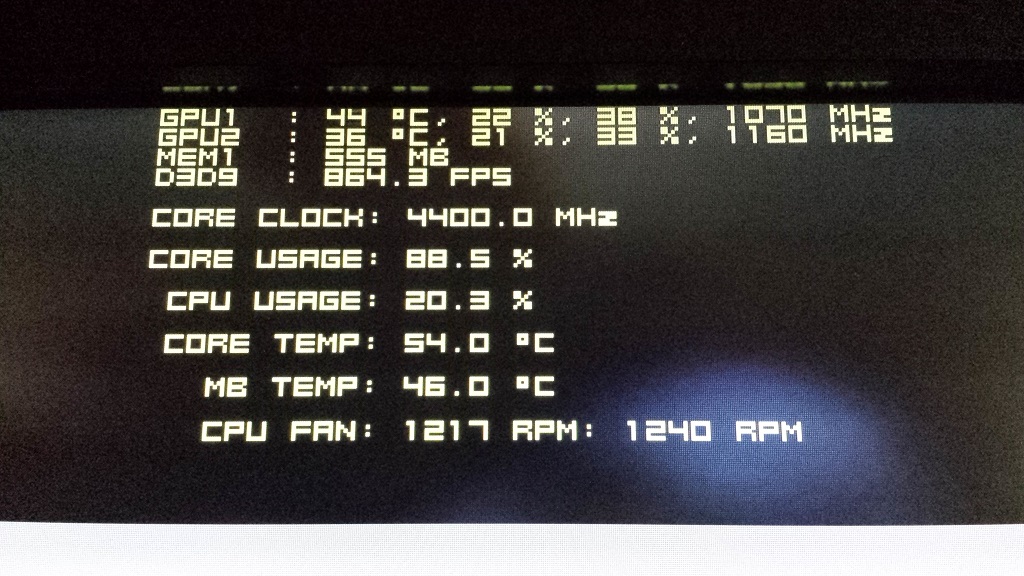 GPU1 : 44 °C, 22 %, 38 %, 1070 MHz
GPU2 : 36 °C, 21 %, 33 %, 1160 MHz
MEM1 : 555 MB
D3D9 : 864.3 FPS
CORE CLOCK: 4400.0 MHz
CORE USAGE: 88.5 %
CPU USAGE: 20.3 %
CORE TEMP: 54.0 °C
MB TEMP: 46.0 °C
CPU FAN: 1217 RPM: 1240 RPM